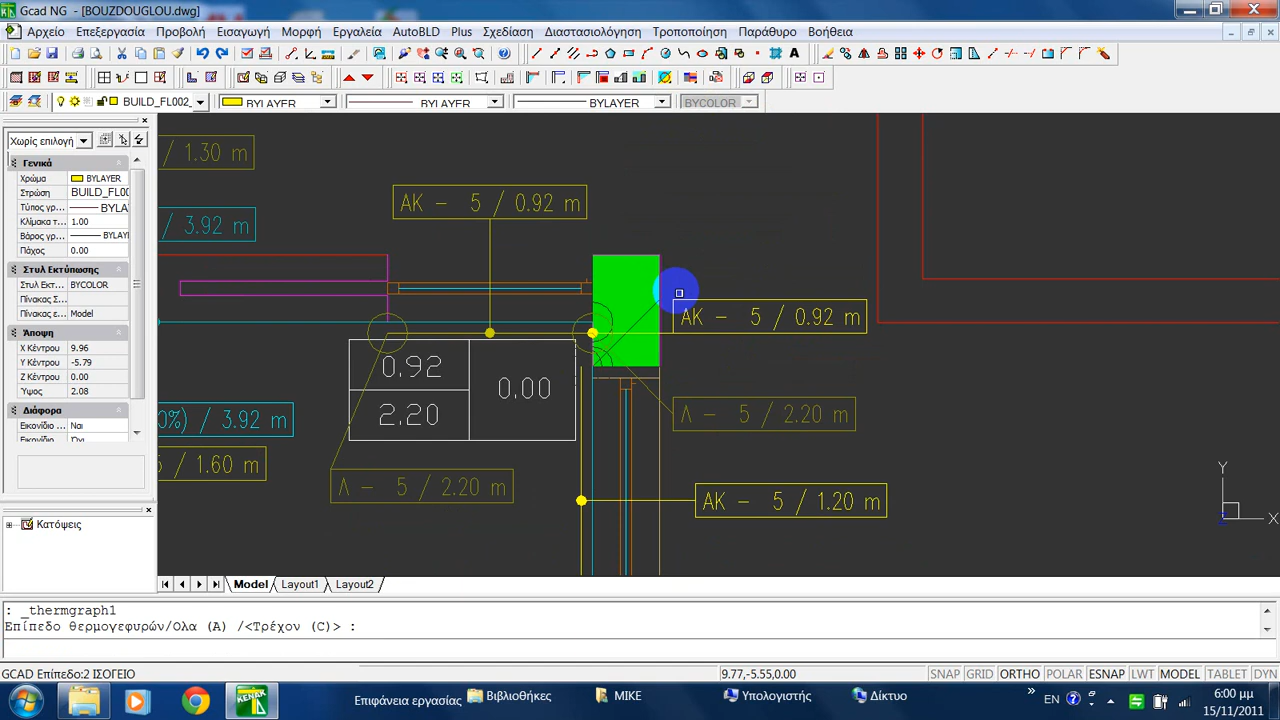 Gcad NG - [BOUZDOUGLOU.dwg]
Αρχείο Επεξεργασία Προβολή Εισαγωγή Μορφή Εργαλεία AutoBLD Plus Σχεδίαση Διαστασιολόγηση Τροποποίηση Παράθυρο Βοήθεια
BUILD_FL002_ BYLAYER BYLAYER BYLAYER BYCOLOR
Χωρίς επιλογή
Γενικά
Χρώμα BYLAYER
Στρώση BUILD_FL00
Τύπος γρ... BYLA
Κλίμακα τ... 1.00
Βάρος γρ... BYLAYE
Πάχος 0.00
Στυλ Εκτύπωσης
Στυλ Εκτ... BYCOLOR
Πίνακας Σ...
Πίνακας Σ... Model
Άποψη
X Κέντρου 9.96
Y Κέντρου -5.79
Z Κέντρου 0.00
Ύψος 2.08
Διάφορα
Εικονίδιο ... Ναι
Κατόψεις
/ 1.30 m
AK - 5 / 0.92 m
/ 3.92 m
AK - 5 / 0.92 m
0.92
2.20
0.00
Λ - 5 / 2.20 m
0%) / 3.92 m
/ 1.60 m
Λ - 5 / 2.20 m
AK - 5 / 1.20 m
Y
X
Z
Model Layout1 Layout2
: _thermgraph1
Επίπεδο θερμογεφυρών/Ολα (A) /<Τρέχον (C)> :
GCAD Επίπεδο:2 ΙΣΟΓΕΙΟ 9.77,-5.55,0.00 SNAP GRID ORTHO POLAR ESNAP LWT MODEL TABLET DYN
KENAK
Επιφάνεια εργασίας Βιβλιοθήκες MIKE Υπολογιστής Δίκτυο » EN 6:00 μμ
15/11/2011